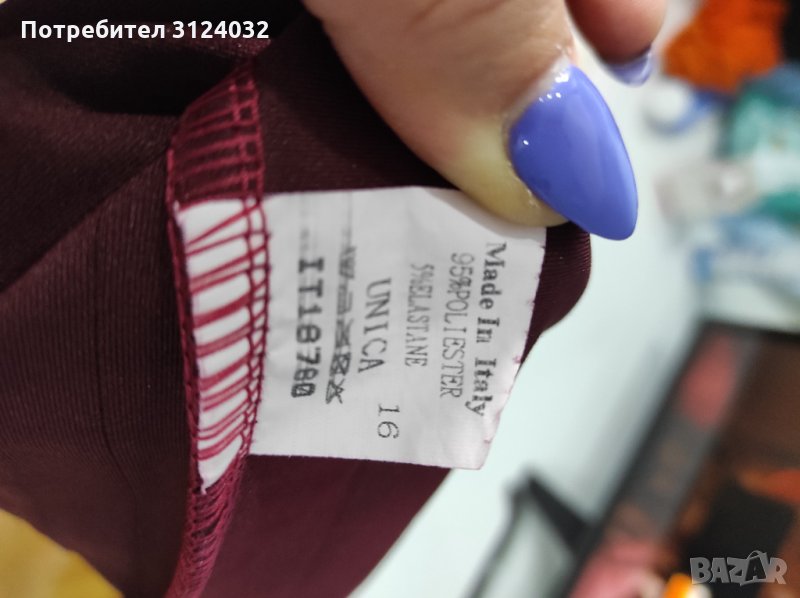 Потребител 3124032
Made In Italy
95%POLIESTER
5%ELASTANE
UNICA 16
IT18780
BAZAR